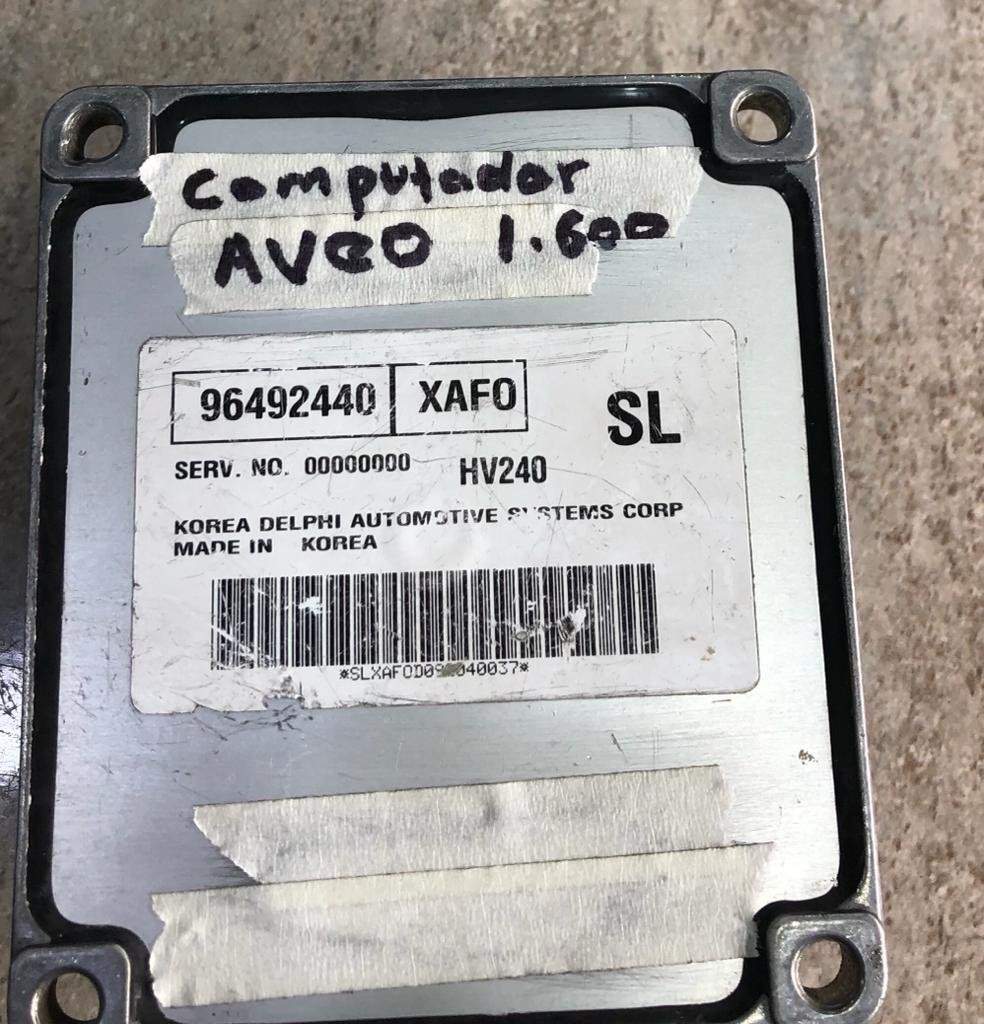 Computador
AVeO 1.600
96492440 XAFO SL
SERV. NO. 00000000 HV240
KOREA DELPHI AUTOMOTIVE SYSTEMS CORP
MADE IN KOREA